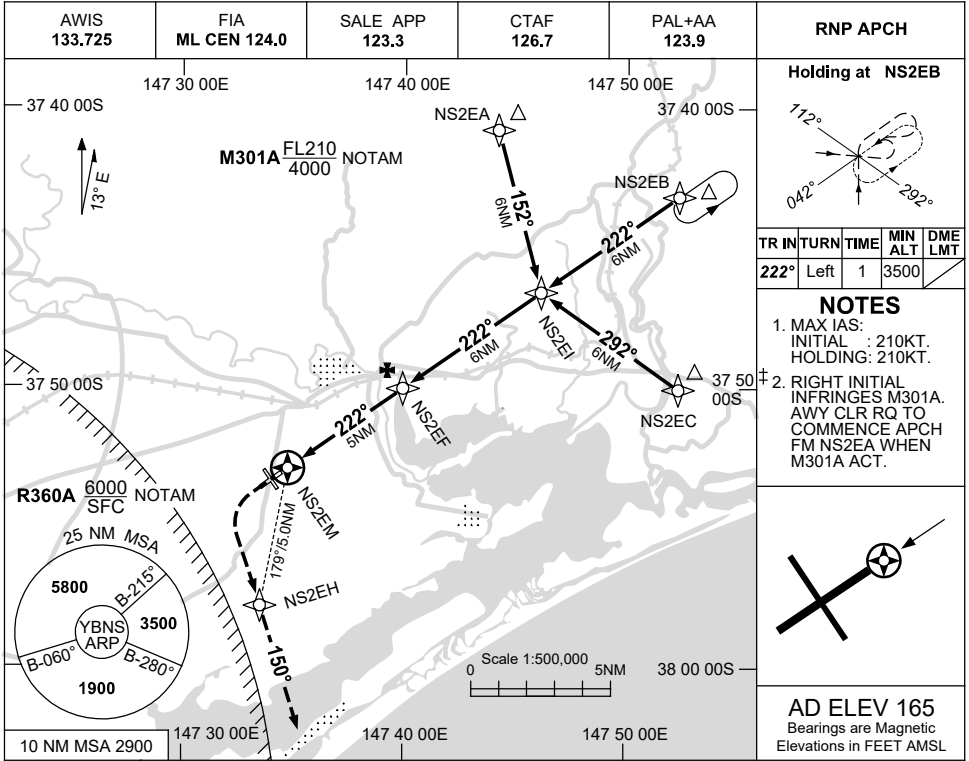 AWIS
133.725
FIA
ML CEN 124.0
SALE APP
123.3
CTAF
126.7
PAL+AA
123.9
RNP APCH
147 30 00E
147 40 00E
147 50 00E
37 40 00S
37 40 00S
NS2EA
M301A FL210 NOTAM
4000
13° E
NS2EB
152°
6NM
222°
6NM
NS2EI
222°
6NM
292°
6NM
37 50 00S
37 50
00S
NS2EC
NS2EF
222°
5NM
R360A 6000 NOTAM
SFC
NS2EM
25 NM MSA
5800
B-215°
3500
YBNS
ARP
B-060°
B-280°
1900
179°/5.0NM
NS2EH
150°
Scale 1:500,000
0
5NM
38 00 00S
10 NM MSA 2900
147 30 00E
147 40 00E
147 50 00E
Holding at NS2EB
112°
042°
292°
TR IN TURN TIME MIN ALT DME LMT
222° Left 1 3500
NOTES
1. MAX IAS:
INITIAL : 210KT.
HOLDING: 210KT.
‡ 2. RIGHT INITIAL
INFRINGES M301A.
AWY CLR RQ TO
COMMENCE APCH
FM NS2EA WHEN
M301A ACT.
AD ELEV 165
Bearings are Magnetic
Elevations in FEET AMSL